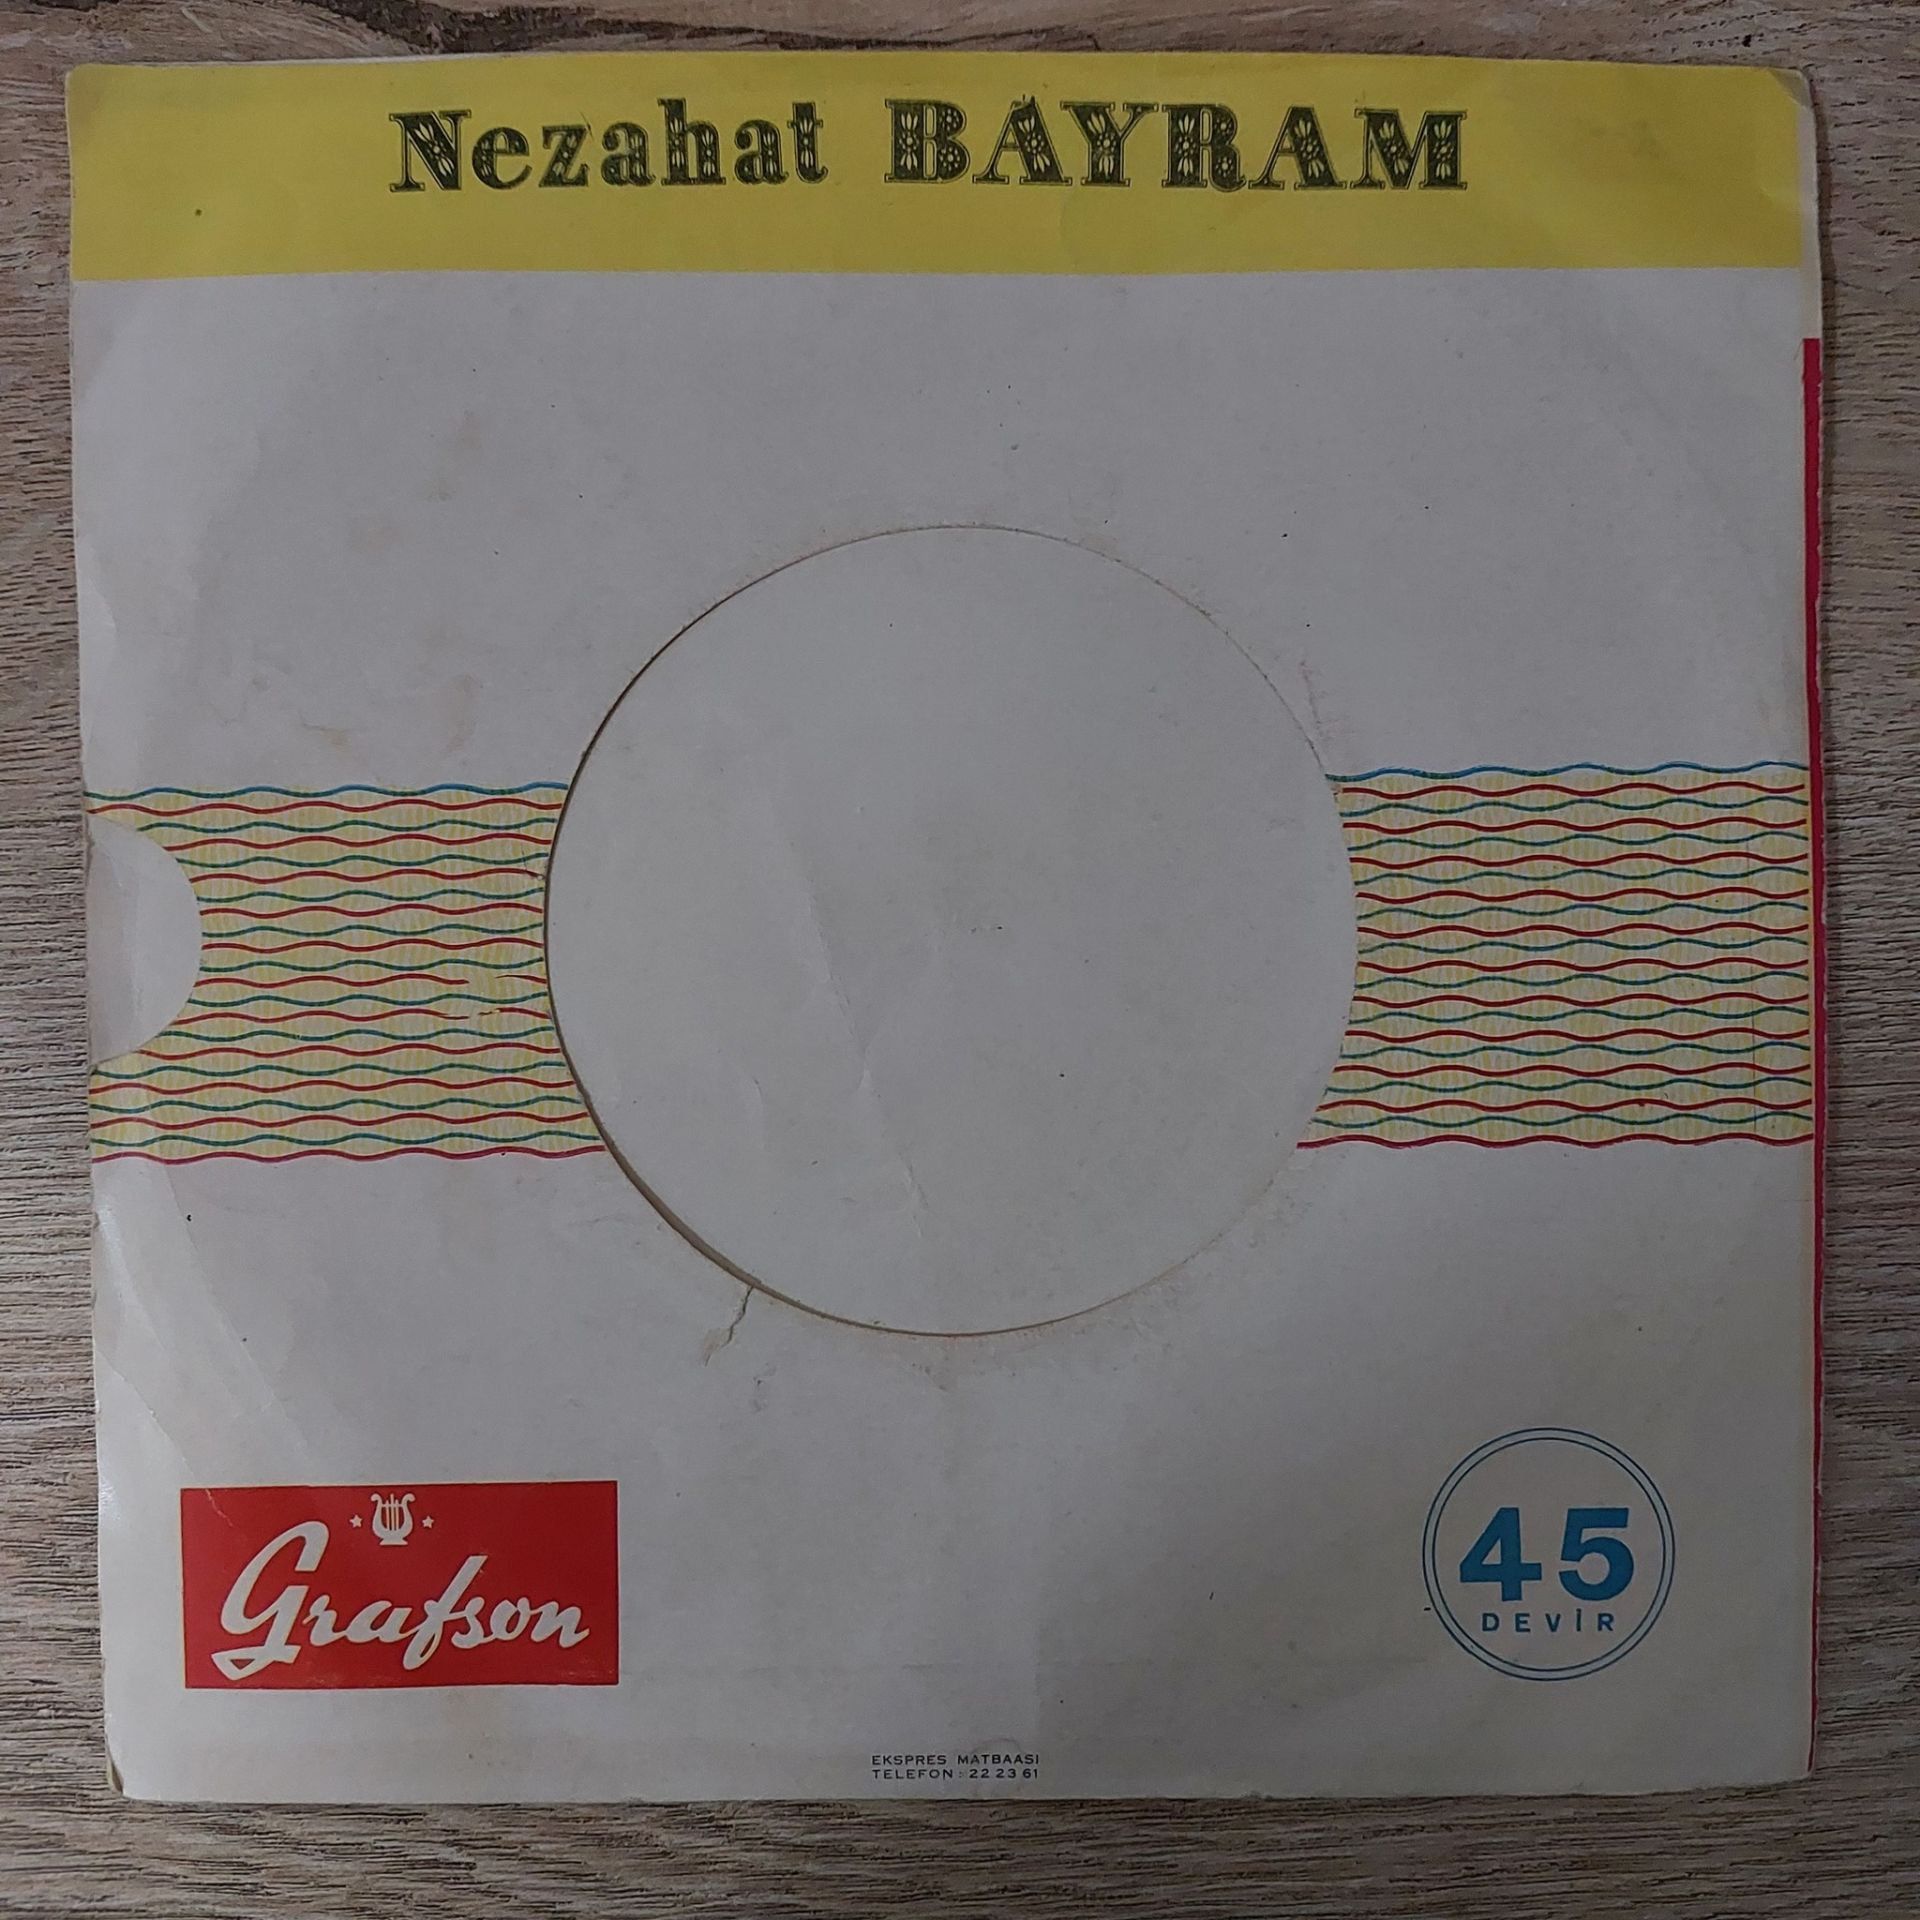 Nezahat BAYRAM
Grafson
45
DEVİR
EKSPRES MATBAASI
TELEFON : 22 23 61